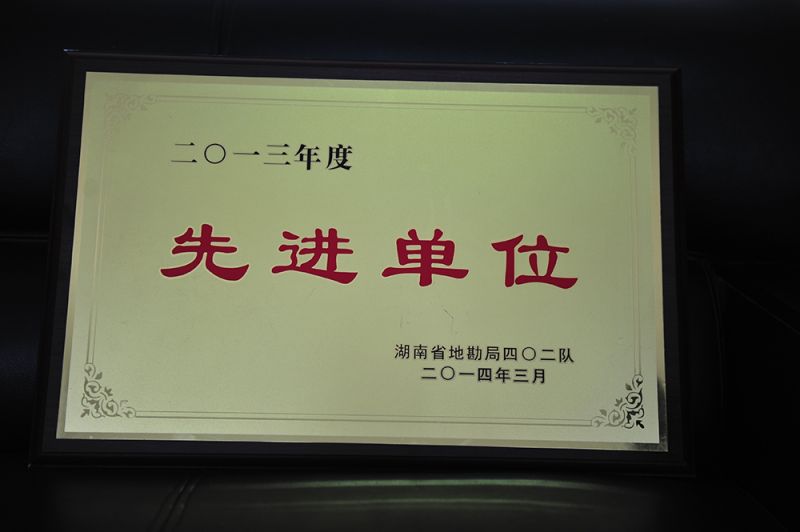 二〇一三年度
先进单位
湖南省地勘局四〇二队
二〇一四年三月